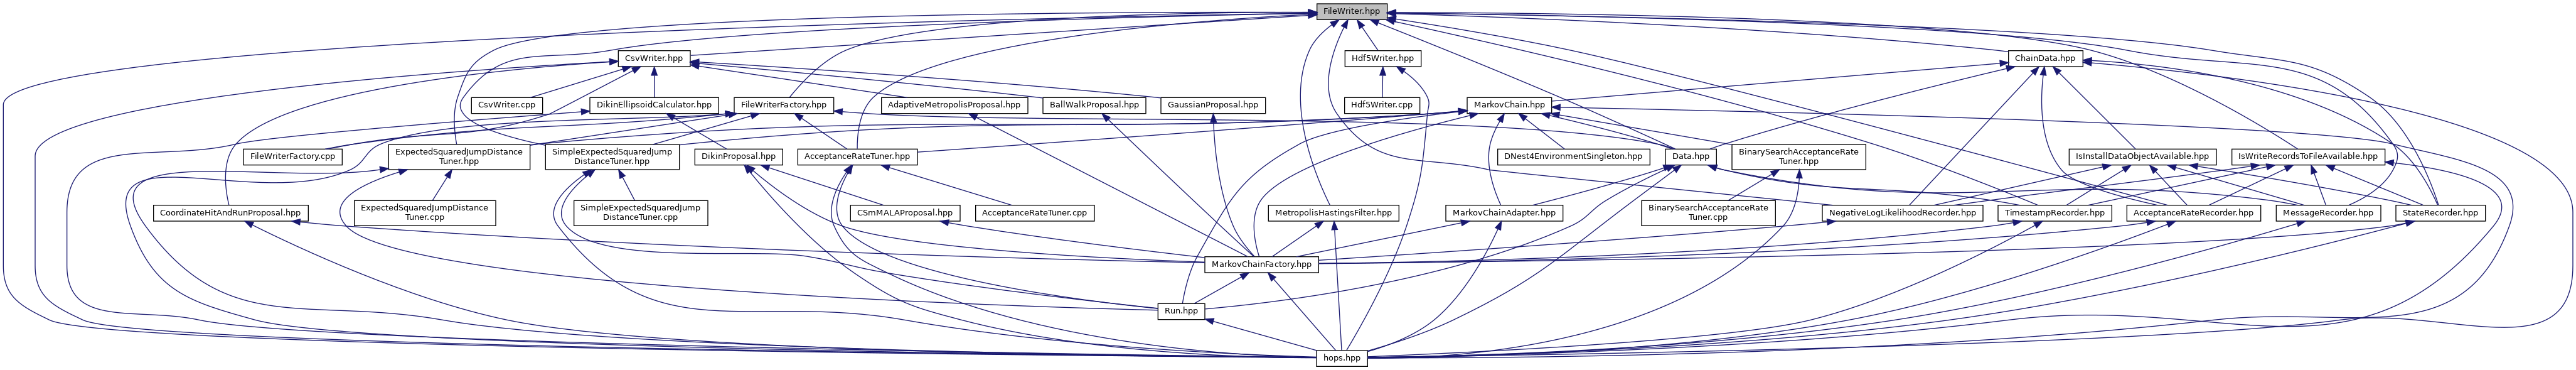 FileWriter.hpp
CsvWriter.hpp
Hdf5Writer.hpp
ChainData.hpp
CsvWriter.cpp
DikinEllipsoidCalculator.hpp
FileWriterFactory.hpp
AdaptiveMetropolisProposal.hpp
BallWalkProposal.hpp
GaussianProposal.hpp
Hdf5Writer.cpp
MarkovChain.hpp
FileWriterFactory.cpp
ExpectedSquaredJumpDistance
Tuner.hpp
SimpleExpectedSquaredJump
DistanceTuner.hpp
DikinProposal.hpp
AcceptanceRateTuner.hpp
DNest4EnvironmentSingleton.hpp
Data.hpp
BinarySearchAcceptanceRate
Tuner.hpp
IsInstallDataObjectAvailable.hpp
IsWriteRecordsToFileAvailable.hpp
CoordinateHitAndRunProposal.hpp
ExpectedSquaredJumpDistance
Tuner.cpp
SimpleExpectedSquaredJump
DistanceTuner.cpp
CSmMALAProposal.hpp
AcceptanceRateTuner.cpp
MetropolisHastingsFilter.hpp
MarkovChainAdapter.hpp
BinarySearchAcceptanceRate
Tuner.cpp
NegativeLogLikelihoodRecorder.hpp
TimestampRecorder.hpp
AcceptanceRateRecorder.hpp
MessageRecorder.hpp
StateRecorder.hpp
MarkovChainFactory.hpp
Run.hpp
hops.hpp